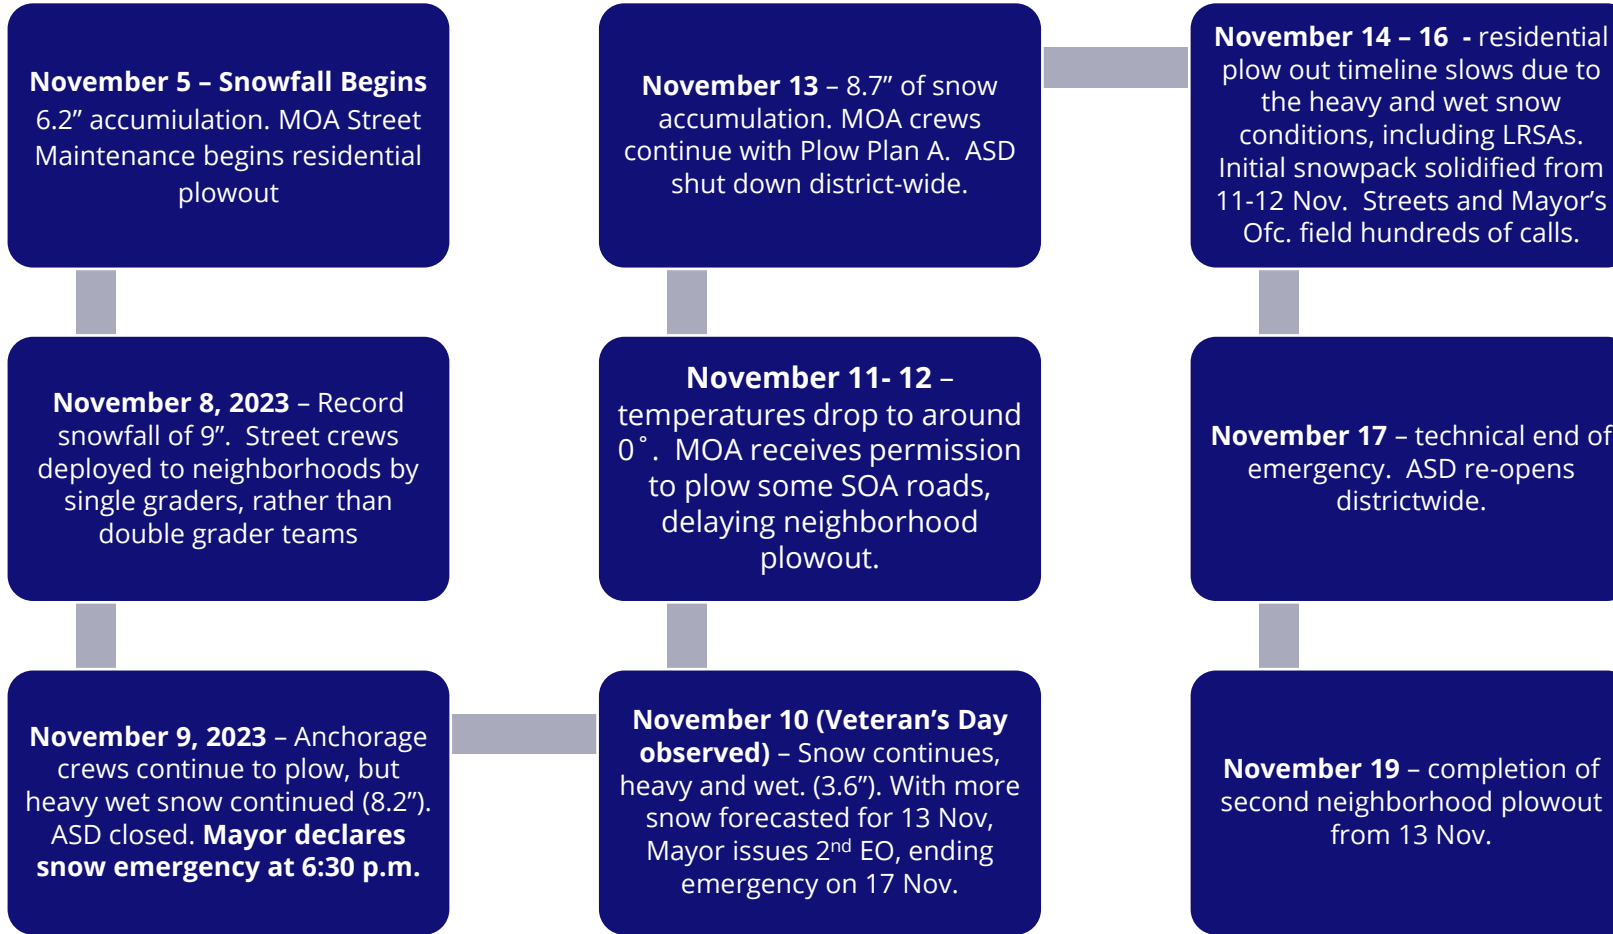 November 5 – Snowfall Begins
6.2” accumiulation. MOA Street
Maintenance begins residential
plowout
November 8, 2023 – Record
snowfall of 9”. Street crews
deployed to neighborhoods by
single graders, rather than
double grader teams
November 9, 2023 – Anchorage
crews continue to plow, but
heavy wet snow continued (8.2”).
ASD closed. Mayor declares
snow emergency at 6:30 p.m.
November 10 (Veteran’s Day
observed) – Snow continues,
heavy and wet. (3.6”). With more
snow forecasted for 13 Nov,
Mayor issues 2nd EO, ending
emergency on 17 Nov.
November 11- 12 –
temperatures drop to around
0˚. MOA receives permission
to plow some SOA roads,
delaying neighborhood
plowout.
November 13 – 8.7” of snow
accumulation. MOA crews
continue with Plow Plan A. ASD
shut down district-wide.
November 14 – 16 - residential
plow out timeline slows due to
the heavy and wet snow
conditions, including LRSAs.
Initial snowpack solidified from
11-12 Nov. Streets and Mayor’s
Ofc. field hundreds of calls.
November 17 – technical end of
emergency. ASD re-opens
districtwide.
November 19 – completion of
second neighborhood plowout
from 13 Nov.